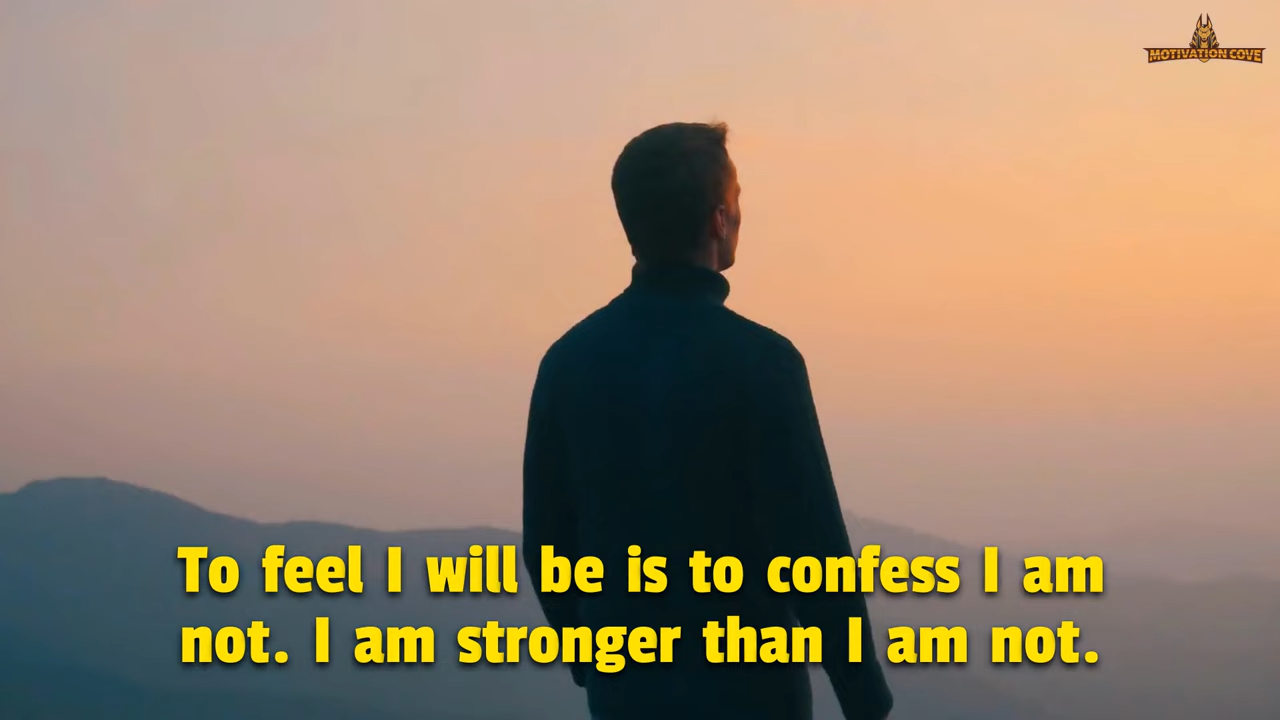 MOTIVATION COVE
To feel I will be is to confess I am
not. I am stronger than I am not.